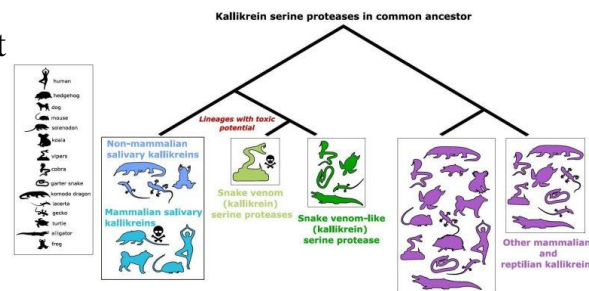 Kallikrein serine proteases in common ancestor
t
human
hedgehog
dog
mouse
solenodon
koala
vipers
cobra
garter snake
komodo dragon
lacerta
gecko
turtle
alligator
frog
Lineages with toxic
potential
Non-mammalian
salivary kallikreins
Mammalian salivary
kallikreins
Snake venom
(kallikrein)
serine proteases
Snake venom-like
(kallikrein)
serine protease
Other mammalian
and
reptilian kallikrein